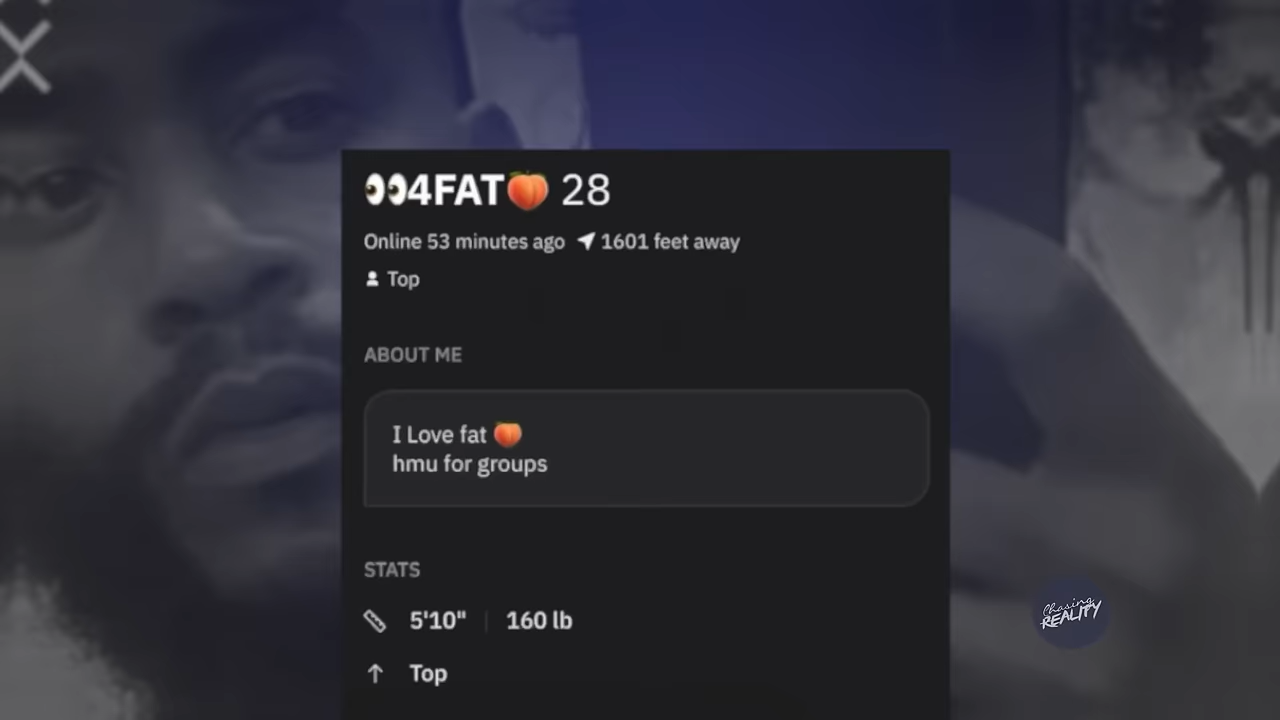 👀4FAT🍑 28
Online 53 minutes ago 1601 feet away
Top
ABOUT ME
I Love fat 🍑
hmu for groups
STATS
5'10" | 160 lb
Top
Chasing
REALITY